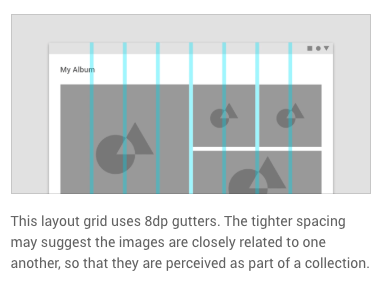 My Album
This layout grid uses 8dp gutters. The tighter spacing
may suggest the images are closely related to one
another, so that they are perceived as part of a collection.